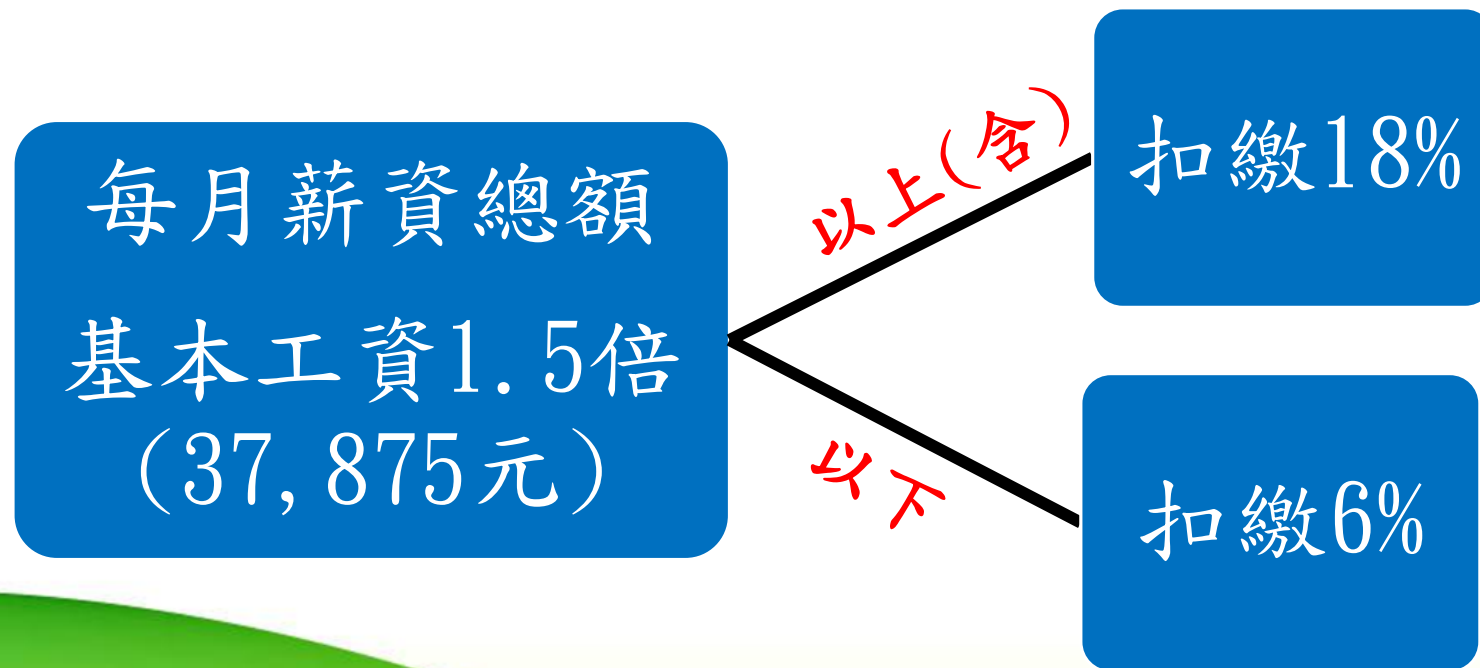 每月薪資總額
基本工資1.5倍
(37,875元)
以上(含)
扣繳18%
以下
扣繳6%